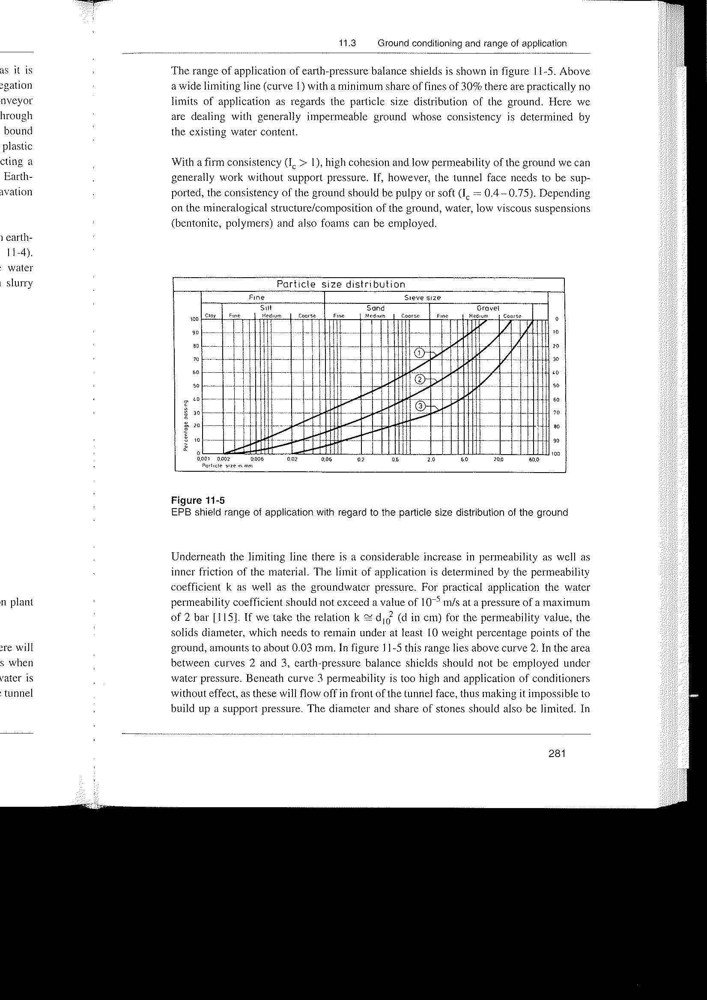 as it is
egation
nveyor
hrough
bound
plastic
cting a
Earth-
avation
earth-
11-4).
water
slurry
n plant
ere will
s when
vater is
tunnel
11.3 Ground conditioning and range of application
The range of application of earth-pressure balance shields is shown in figure 11-5. Above
a wide limiting line (curve 1) with a minimum share of fines of 30% there are practically no
limits of application as regards the particle size distribution of the ground. Here we
are dealing with generally impermeable ground whose consistency is determined by
the existing water content.
With a firm consistency (Ic > 1), high cohesion and low permeability of the ground we can
generally work without support pressure. If, however, the tunnel face needs to be sup-
ported, the consistency of the ground should be pulpy or soft (Ic = 0.4–0.75). Depending
on the mineralogical structure/composition of the ground, water, low viscous suspensions
(bentonite, polymers) and also foams can be employed.
Particle size distribution
Fine Sieve size
Silt Sand Gravel
Clay Fine Medium Coarse Fine Medium Coarse Fine Medium Coarse
100 0
90 10
80 20
70 30
60 40
50 50
40 60
30 70
20 80
10 90
0 100
Percentage passing
1
2
3
0,001 0,002 0,006 0,02 0,06 0,2 0,6 2.0 6.0 20.0 60,0
Particle size in mm
Figure 11-5
EPB shield range of application with regard to the particle size distribution of the ground
Underneath the limiting line there is a considerable increase in permeability as well as
inner friction of the material. The limit of application is determined by the permeability
coefficient k as well as the groundwater pressure. For practical application the water
permeability coefficient should not exceed a value of 10⁻⁵ m/s at a pressure of a maximum
of 2 bar [115]. If we take the relation k ≅ d₁₀² (d in cm) for the permeability value, the
solids diameter, which needs to remain under at least 10 weight percentage points of the
ground, amounts to about 0.03 mm. In figure 11-5 this range lies above curve 2. In the area
between curves 2 and 3, earth-pressure balance shields should not be employed under
water pressure. Beneath curve 3 permeability is too high and application of conditioners
without effect, as these will flow off in front of the tunnel face, thus making it impossible to
build up a support pressure. The diameter and share of stones should also be limited. In
281